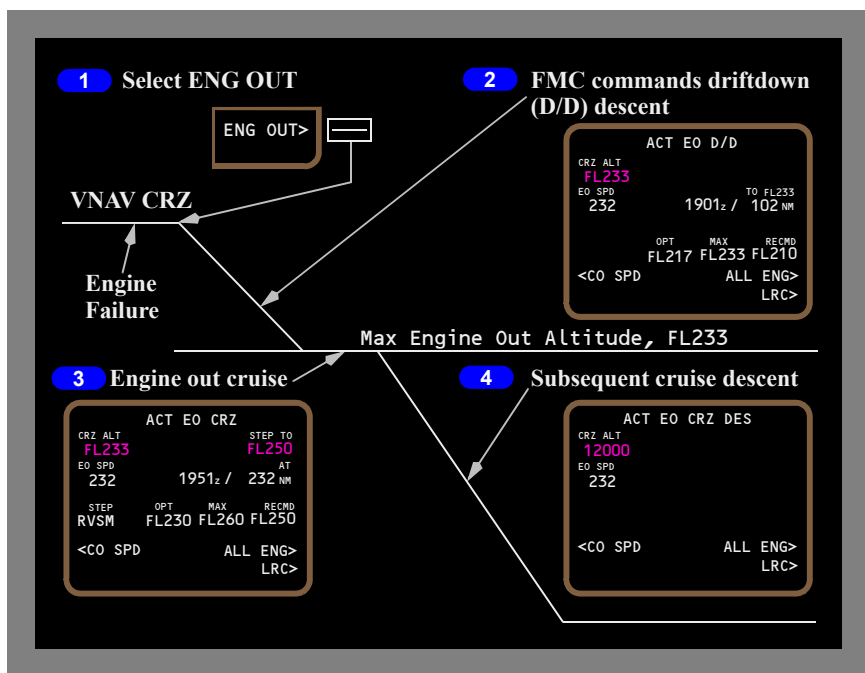 1 Select ENG OUT
ENG OUT>
2 FMC commands driftdown
(D/D) descent
ACT EO D/D
CRZ ALT
FL233
EO SPD TO FL233
232 1901z / 102 NM
OPT MAX RECMD
FL217 FL233 FL210
<CO SPD ALL ENG>
LRC>
VNAV CRZ
Engine
Failure
Max Engine Out Altitude, FL233
3 Engine out cruise
ACT EO CRZ
CRZ ALT STEP TO
FL233 FL250
EO SPD AT
232 1951z / 232 NM
STEP OPT MAX RECMD
RVSM FL230 FL260 FL250
<CO SPD ALL ENG>
LRC>
4 Subsequent cruise descent
ACT EO CRZ DES
CRZ ALT
12000
EO SPD
232
<CO SPD ALL ENG>
LRC>